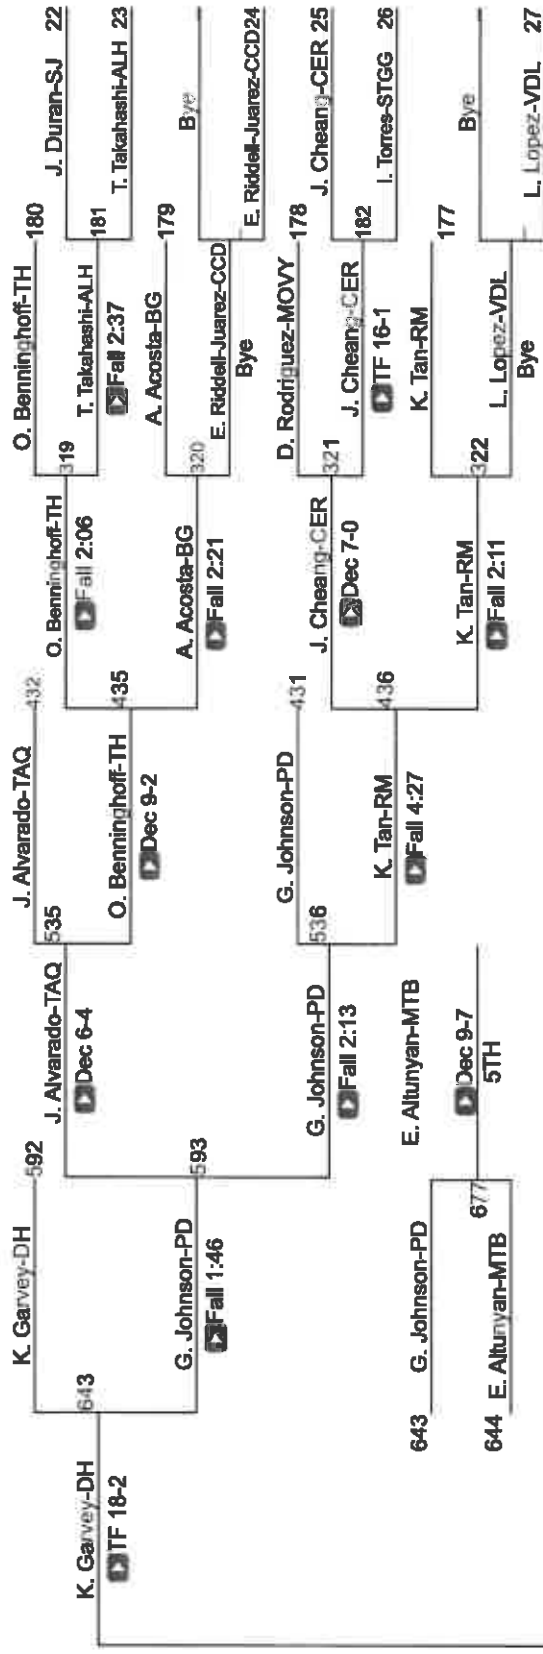 K. Garvey-DH
TF 18-2
K. Garvey-DH 592
643
G. Johnson-PD
Fall 1:46
J. Alvarado-TAQ
Dec 6-4
593
G. Johnson-PD
Fall 2:13
J. Alvarado-TAQ 432
535
O. Benninghoff-TH
Dec 9-2
G. Johnson-PD 431
536
K. Tan-RM
Fall 4:27
O. Benninghoff-TH
Fall 2:06
435
A. Acosta-BG
Fall 2:21
J. Cheang-CER
Dec 7-0
436
K. Tan-RM
Fall 2:11
O. Benninghoff-TH 180
319
T. Takahashi-ALH
Fall 2:37
A. Acosta-BG 179
320
E. Riddell-Juarez-CCD
Bye
D. Rodriguez-MOVY 178
321
J. Cheang-CER
TF 16-1
K. Tan-RM 177
322
L. Lopez-VDL
Bye
J. Duran-SJ 22
181
T. Takahashi-ALH 23
Bye
E. Riddell-Juarez-CCD 24
J. Cheang-CER 25
182
I. Torres-STGG 26
Bye
L. Lopez-VDL 27
643 G. Johnson-PD
677
644 E. Altunyan-MTB
E. Altunyan-MTB
Dec 9-7
5TH